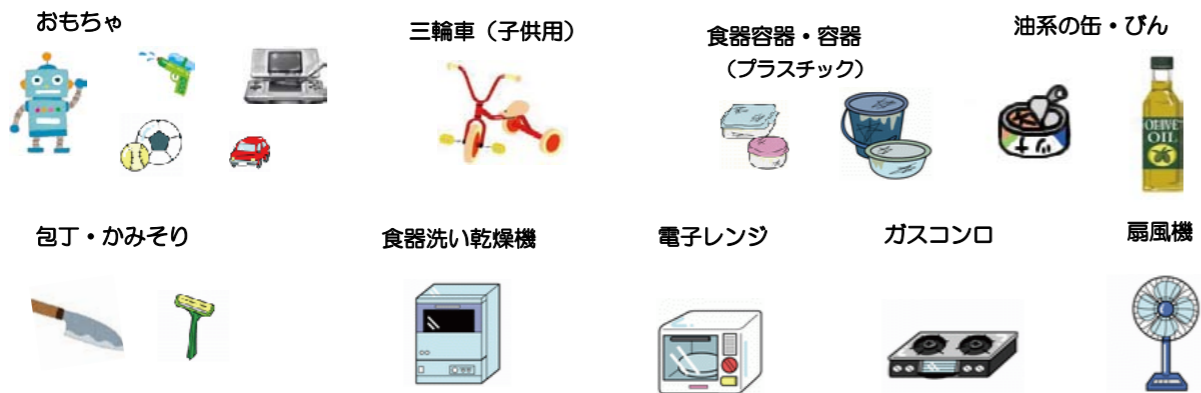 おもちゃ
三輪車（子供用）
食器容器・容器
（プラスチック）
油系の缶・びん
OLIVE
OIL
包丁・かみそり
食器洗い乾燥機
電子レンジ
ガスコンロ
扇風機